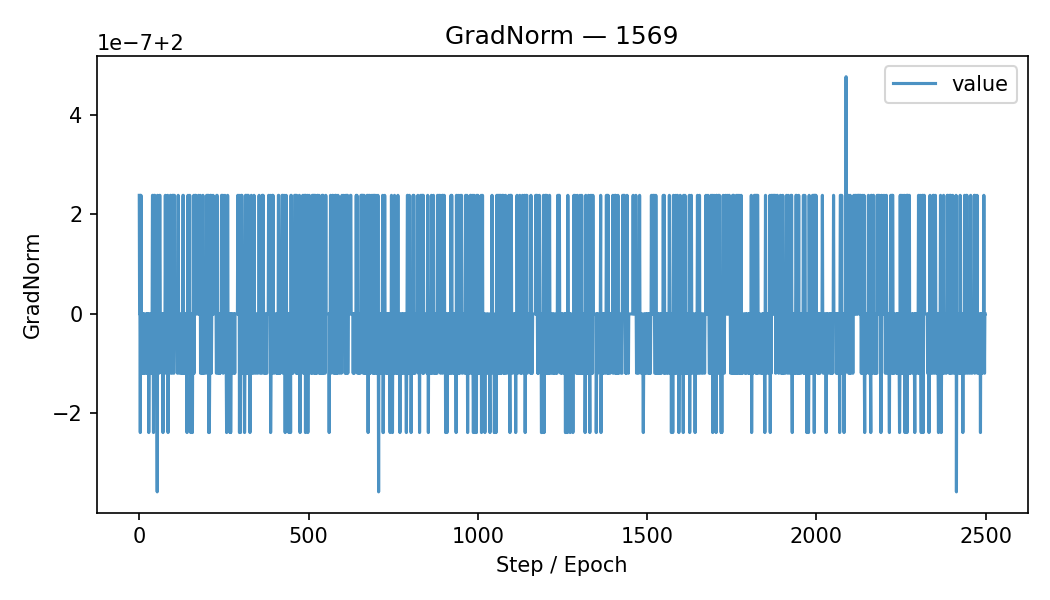 GradNorm — 1569
1e−7+2
value
4
2
0
−2
GradNorm
0 500 1000 1500 2000 2500
Step / Epoch